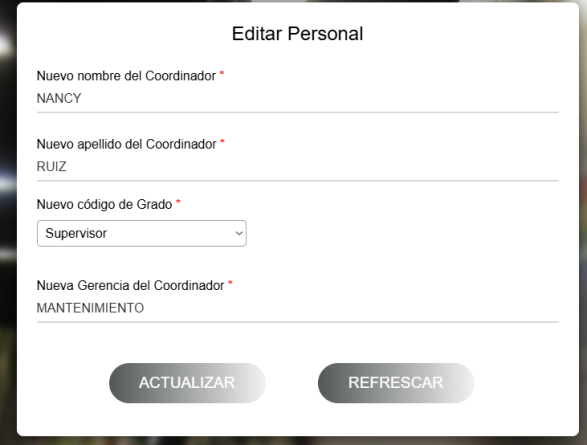 Editar Personal
Nuevo nombre del Coordinador *
NANCY
Nuevo apellido del Coordinador *
RUIZ
Nuevo código de Grado *
Supervisor
Nueva Gerencia del Coordinador *
MANTENIMIENTO
ACTUALIZAR
REFRESCAR